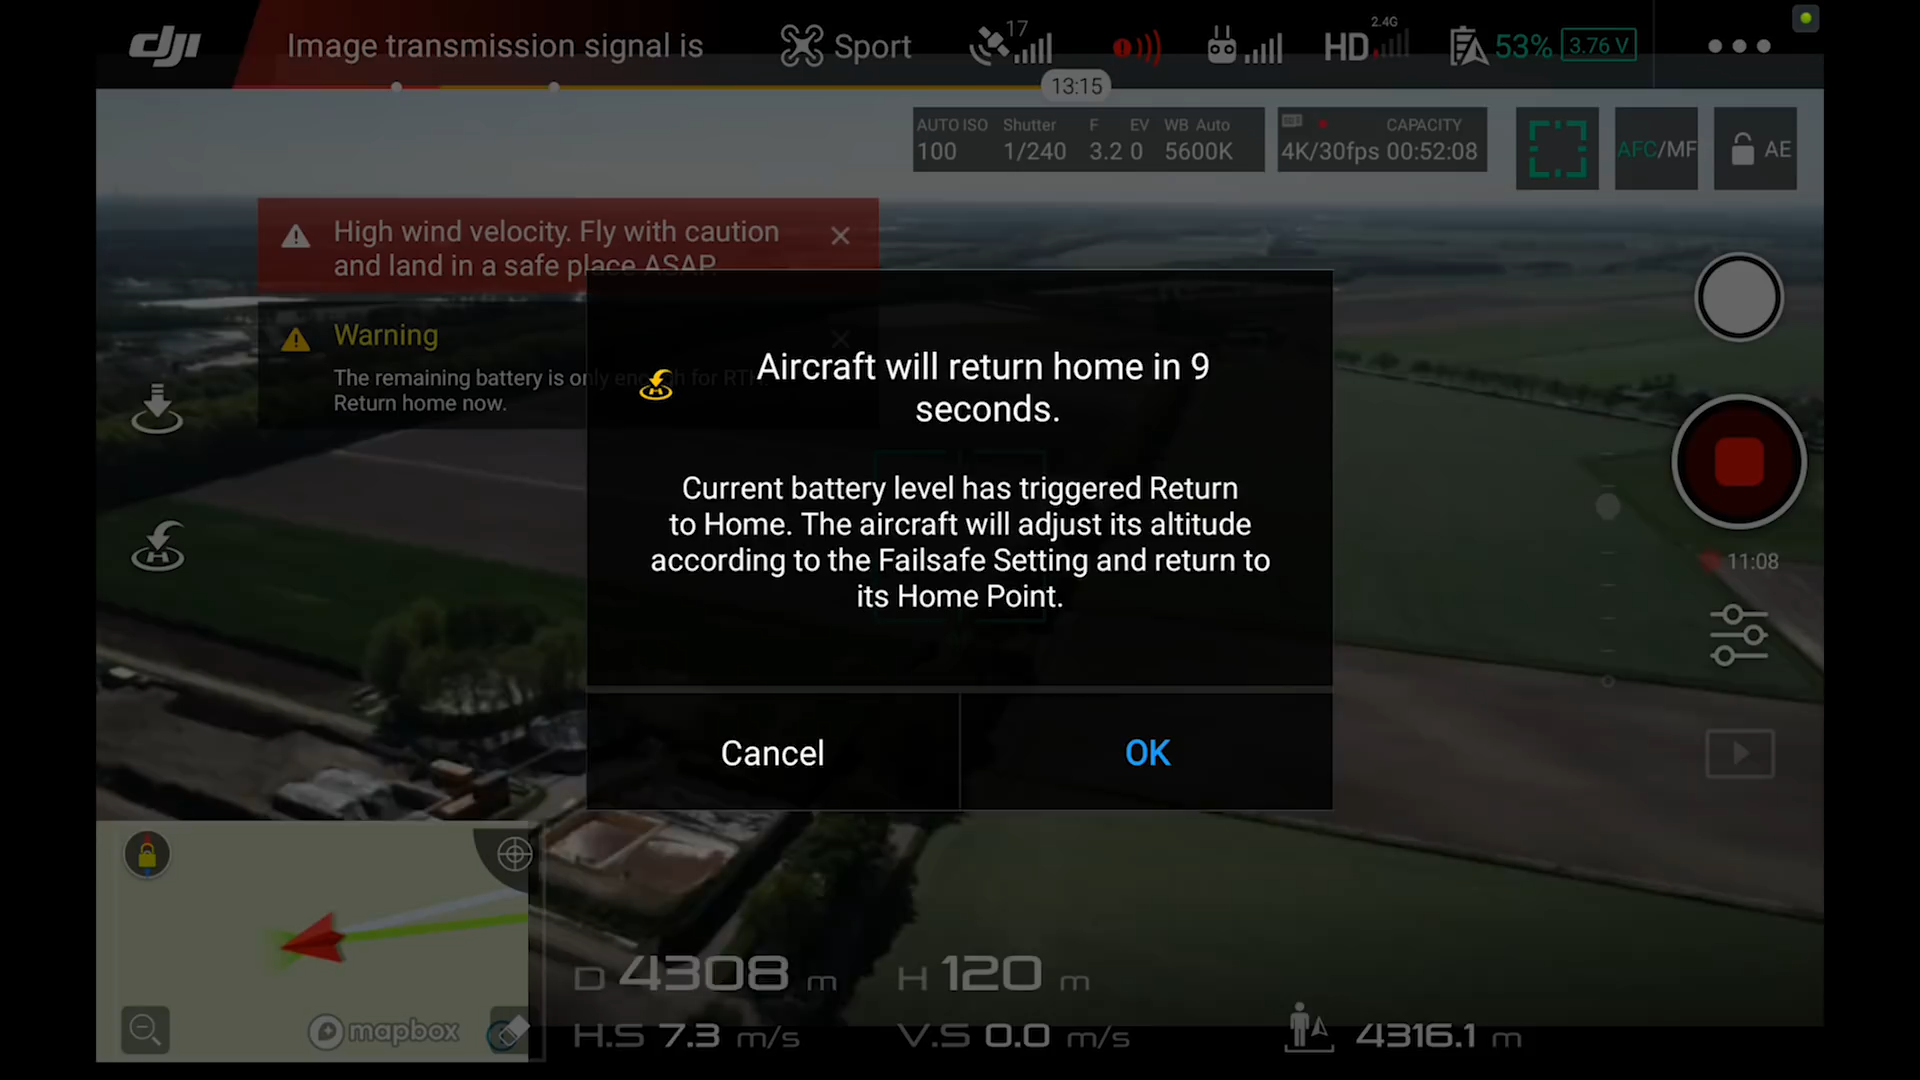 dji
Image transmission signal is
Sport
17
HD
2.4G
53%
3.76 V
13:15
AUTO ISO Shutter F EV WB Auto
100 1/240 3.2 0 5600K
CAPACITY
4K/30fps 00:52:08
AFC/MF
AE
High wind velocity. Fly with caution
and land in a safe place ASAP.
Warning
The remaining battery is only enough for RTH.
Return home now.
Aircraft will return home in 9
seconds.
Current battery level has triggered Return
to Home. The aircraft will adjust its altitude
according to the Failsafe Setting and return to
its Home Point.
Cancel
OK
11:08
mapbox
D 4308 m H 120 m
H.S 7.3 m/s V.S 0.0 m/s
4316.1 m